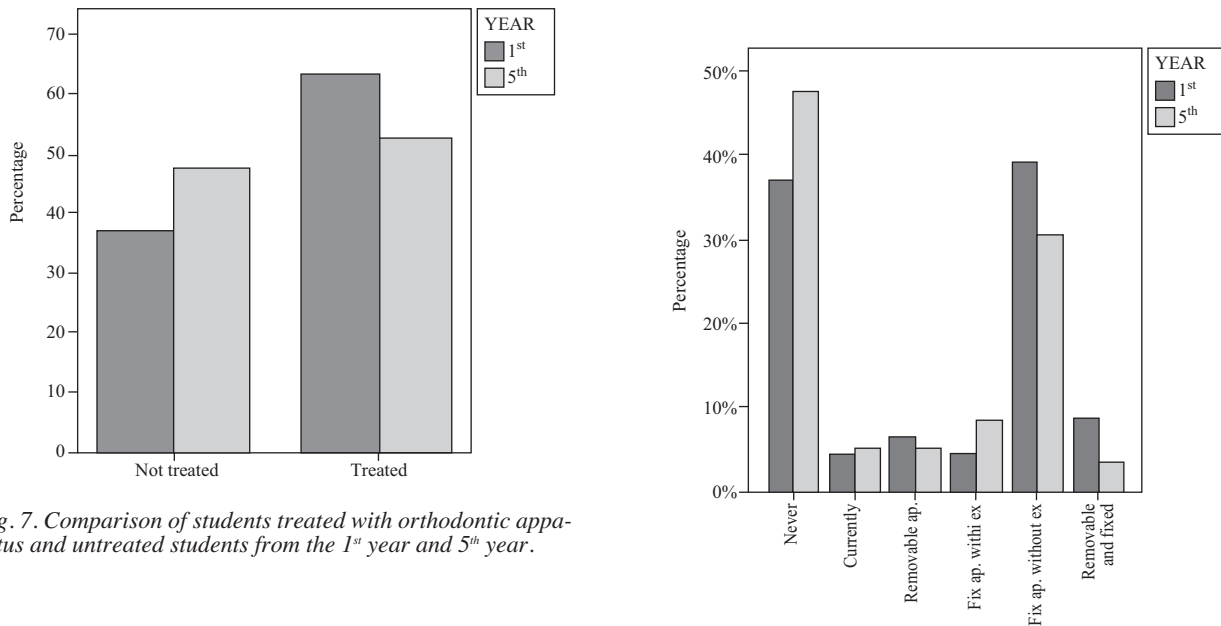 70
60
50
40
30
20
10
0
Percentage
Not treated
Treated
YEAR
1st
5th
g. 7. Comparison of students treated with orthodontic appa-
tus and untreated students from the 1st year and 5th year.
50%
40%
30%
20%
10%
0%
Percentage
Never
Currently
Removable ap.
Fix ap. withi ex
Fix ap. without ex
Removable
and fixed
YEAR
1st
5th